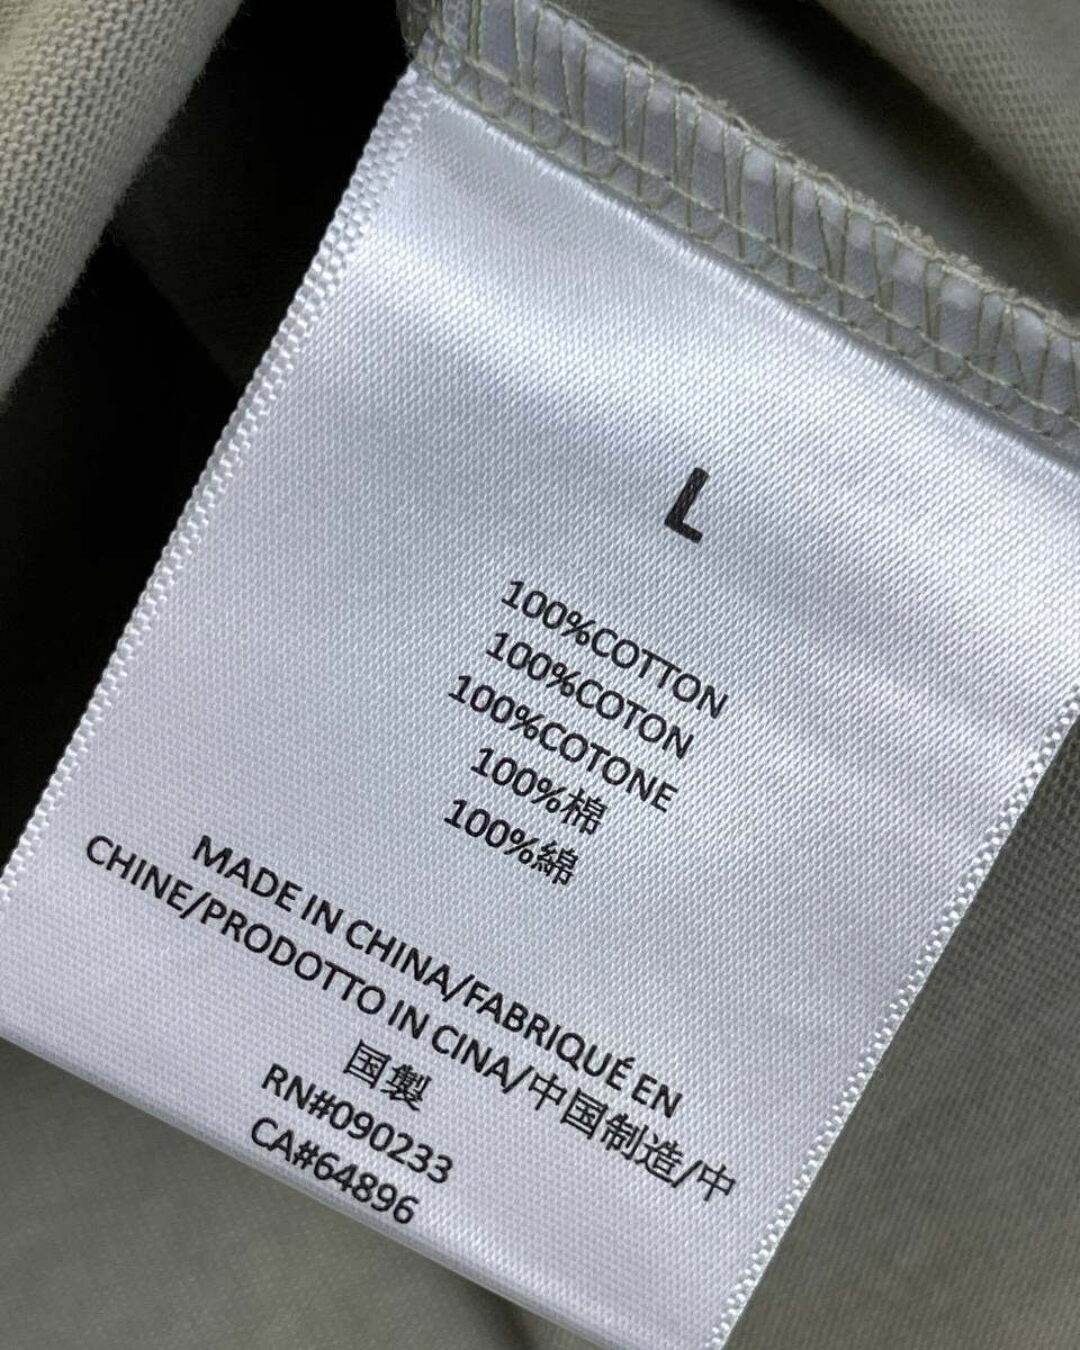 L
100%COTTON
100%COTON
100%COTONE
100%棉
100%綿
MADE IN CHINA/FABRIQUÉ EN
CHINE/PRODOTTO IN CINA/中国制造/中
国製
RN#090233
CA#64896